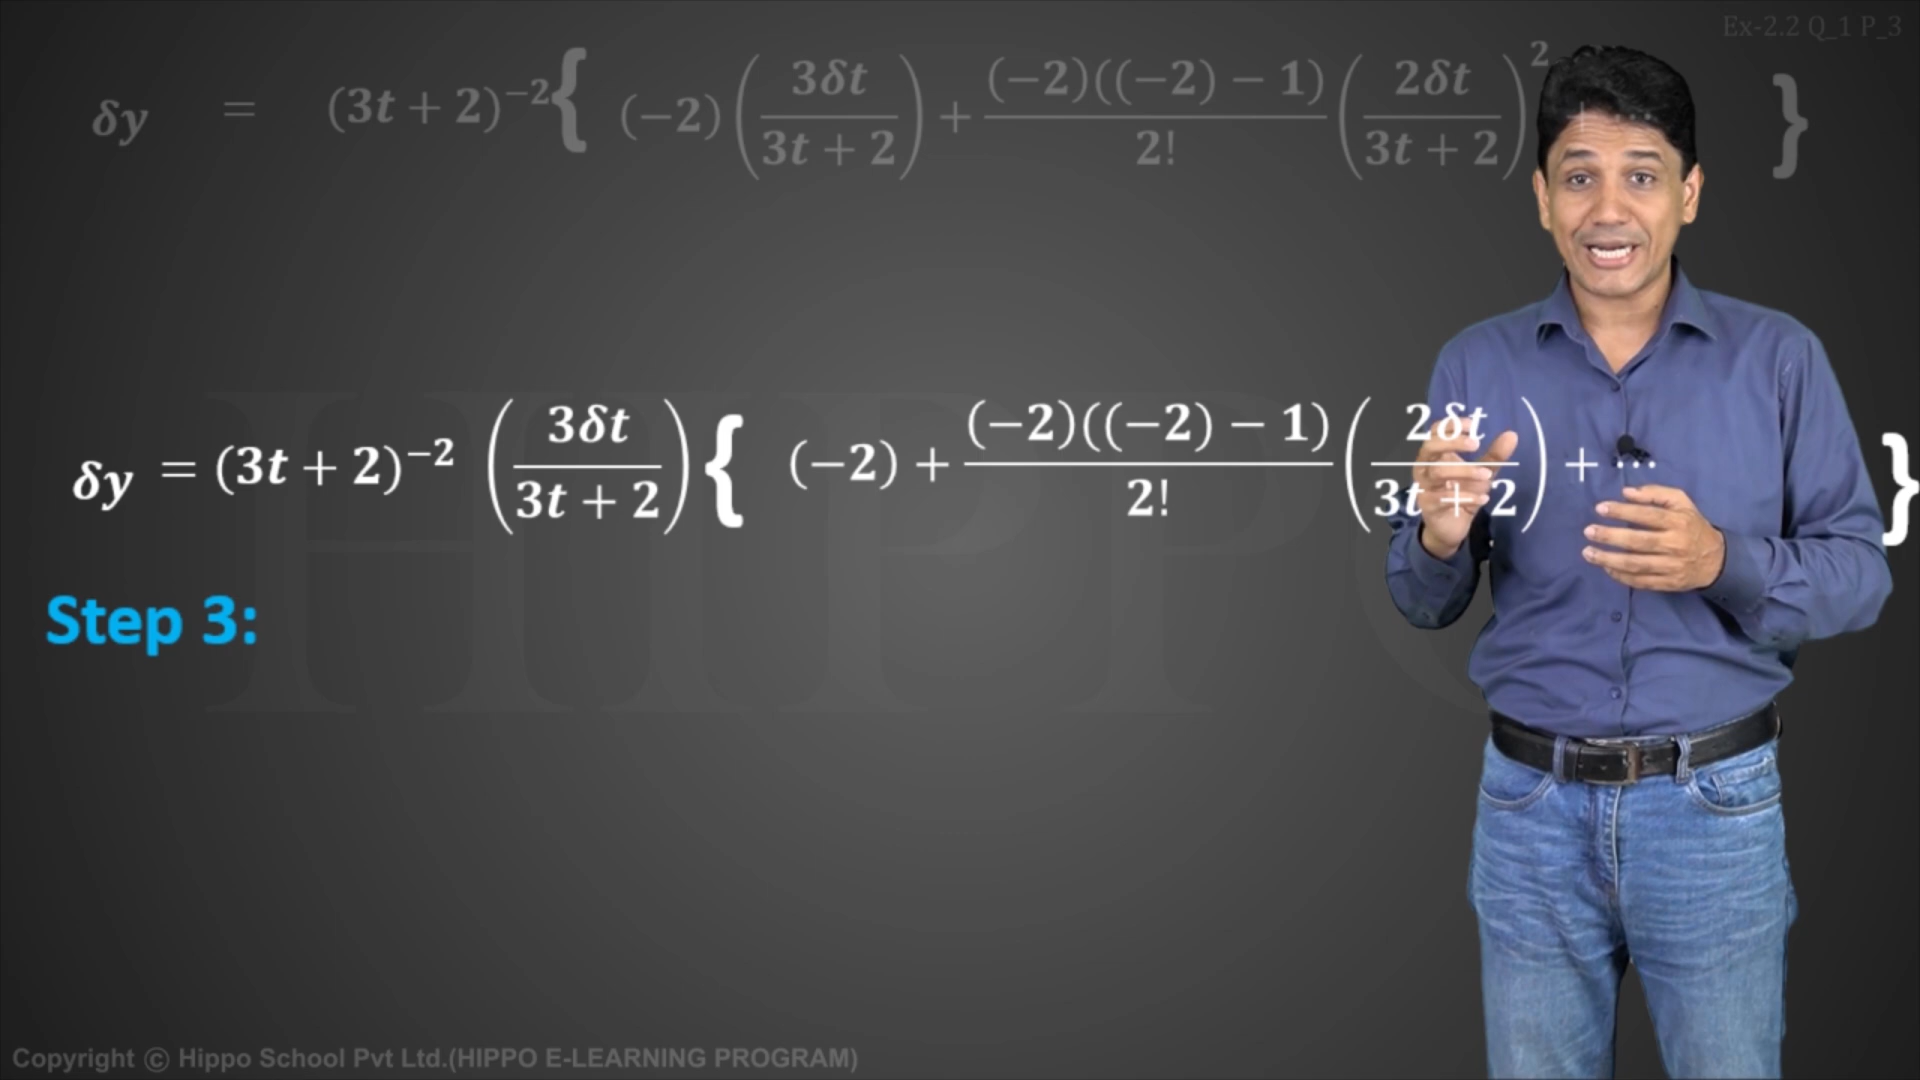 Ex-2.2 Q_1 P_3
δy = (3t + 2)⁻²{ (−2)(3δt / 3t + 2) + (−2)((−2) − 1) / 2! (2δt / 3t + 2)² + }
HIPPO
δy = (3t + 2)⁻² (3δt / 3t + 2){ (−2) + (−2)((−2) − 1) / 2! (2δt / 3t + 2) + ⋯ }
Step 3:
Copyright © Hippo School Pvt Ltd.(HIPPO E-LEARNING PROGRAM)